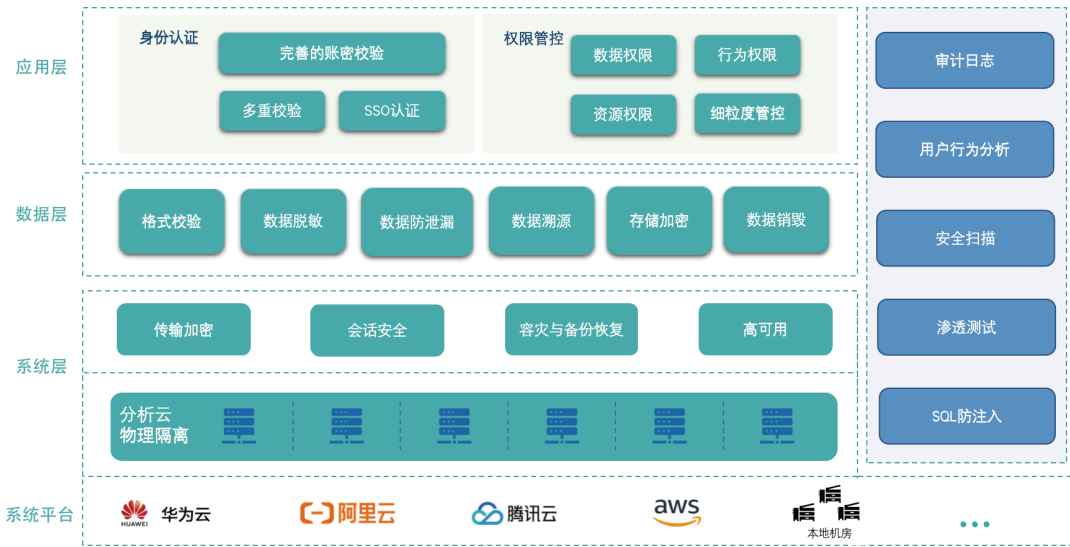 应用层
身份认证
完善的账密校验
多重校验
SSO认证
权限管控
数据权限
行为权限
资源权限
细粒度管控
数据层
格式校验
数据脱敏
数据防泄漏
数据溯源
存储加密
数据销毁
系统层
传输加密
会话安全
容灾与备份恢复
高可用
分析云
物理隔离
系统平台
HUAWEI
华为云
阿里云
腾讯云
aws
本地机房
审计日志
用户行为分析
安全扫描
渗透测试
SQL防注入